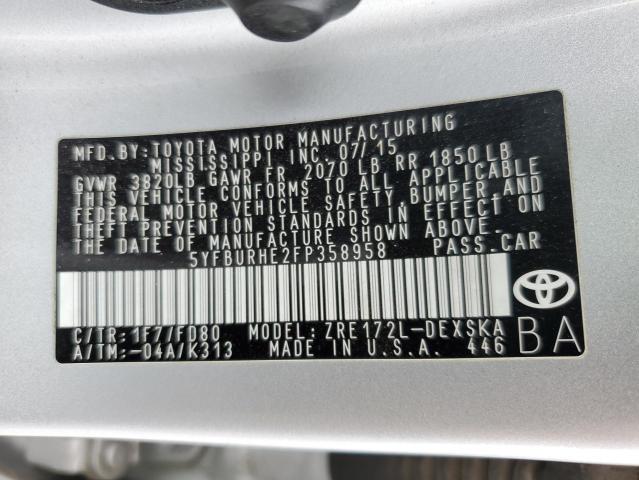 MFD.BY: TOYOTA MOTOR MANUFACTURING
MISSISSIPPI INC. 07/15
GVWR 3820LB GAWR FR 2070 LB RR 1850 LB
THIS VEHICLE CONFORMS TO ALL APPLICABLE
FEDERAL MOTOR VEHICLE SAFETY, BUMPER, AND
THEFT PREVENTION STANDARDS IN EFFECT ON
THE DATE OF MANUFACTURE SHOWN ABOVE.
5YFBURHE2FP358958 PASS.CAR
C/TR: 1F7/FD80 MODEL: ZRE172L-DEXSKA
A/TM:-04A/K313 MADE IN U.S.A. 446
BA